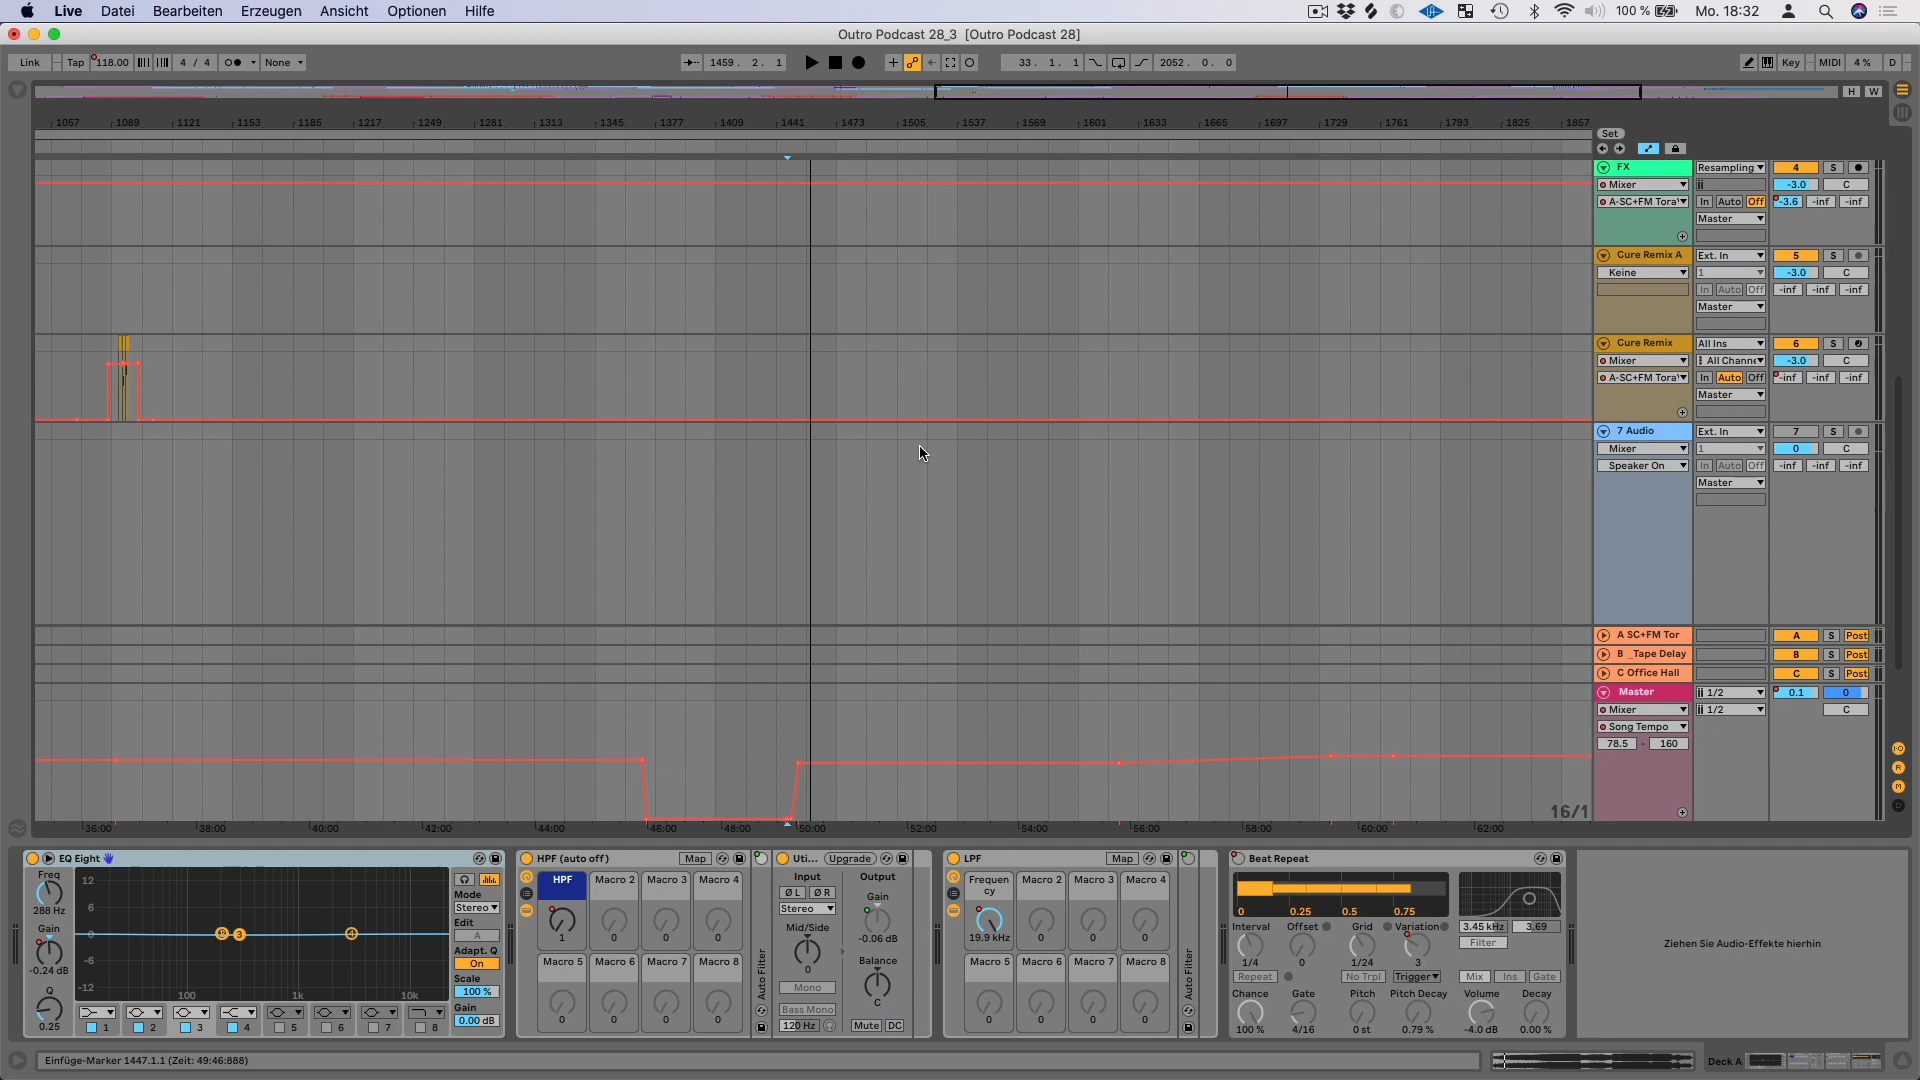 Live Datei Bearbeiten Erzeugen Ansicht Optionen Hilfe 100 % Mo. 18:32
Outro Podcast 28_3 [Outro Podcast 28]
Link Tap 118.00 4 / 4 None 1459. 2. 1 33. 1. 1 2052. 0. 0 Key MIDI 4 % D
H W
1057 1089 1121 1153 1185 1217 1249 1281 1313 1345 1377 1409 1441 1473 1505 1537 1569 1601 1633 1665 1697 1729 1761 1793 1825 1857
Set
FX Resampling 4 S
Mixer -3.0 C
A-SC+FM Tora In Auto Off -3.6 -inf -inf
Master
Cure Remix A Ext. In 5 S
Keine 1 -3.0 C
In Auto Off -inf -inf -inf
Master
Cure Remix All Ins 6 S
Mixer All Channe -3.0 C
A-SC+FM Tora In Auto Off -inf -inf -inf
Master
7 Audio Ext. In 7 S
Mixer 1 0 C
Speaker On In Auto Off -inf -inf -inf
Master
A SC+FM Tor A S Post
B _Tape Delay B S Post
C Office Hall C S Post
Master 1/2 0.1 0
Mixer 1/2 C
Song Tempo
78.5 - 160
16/1
36:00 38:00 40:00 42:00 44:00 46:00 48:00 50:00 52:00 54:00 56:00 58:00 60:00 62:00
EQ Eight
Freq
288 Hz
Gain
-0.24 dB
Q
0.25
12
6
0
-6
-12
100 1k 10k
3 4
1 2 3 4 5 6 7 8
Mode
Stereo
Edit
A
Adapt. Q
On
Scale
100 %
Gain
0.00 dB
HPF (auto off) Map
HPF Macro 2 Macro 3 Macro 4
1 0 0 0
Macro 5 Macro 6 Macro 7 Macro 8
0 0 0 0
Auto Filter
Uti... Upgrade
Input Output
Ø L Ø R Gain
Stereo
Mid/Side -0.06 dB
0 Balance
Mono
C
Bass Mono
120 Hz Mute DC
LPF Map
Frequen
cy Macro 2 Macro 3 Macro 4
19.9 kHz 0 0 0
Macro 5 Macro 6 Macro 7 Macro 8
0 0 0 0
Auto Filter
Beat Repeat
0 0.25 0.5 0.75
3.45 kHz 3.69
Filter
Interval Offset Grid Variation
1/4 0 1/24 3
Repeat No Trpl Trigger Mix Ins Gate
Chance Gate Pitch Pitch Decay Volume Decay
100 % 4/16 0 st 0.79 % -4.0 dB 0.00 %
Ziehen Sie Audio-Effekte hierhin
Einfüge-Marker 1447.1.1 (Zeit: 49:46:888)
Deck A